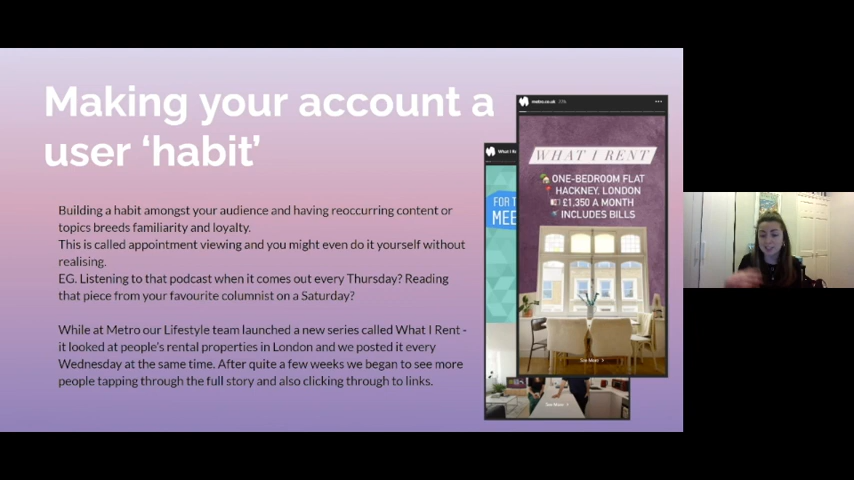 Making your account a
user ‘habit’
Building a habit amongst your audience and having reoccurring content or
topics breeds familiarity and loyalty.
This is called appointment viewing and you might even do it yourself without
realising.
EG. Listening to that podcast when it comes out every Thursday? Reading
that piece from your favourite columnist on a Saturday?
While at Metro our Lifestyle team launched a new series called What I Rent -
it looked at people's rental properties in London and we posted it every
Wednesday at the same time. After quite a few weeks we began to see more
people tapping through the full story and also clicking through to links.
What I Re
FOR T
MEE
See More
metro.co.uk
WHAT I RENT
ONE-BEDROOM FLAT
HACKNEY, LONDON
£1,350 A MONTH
INCLUDES BILLS
See More